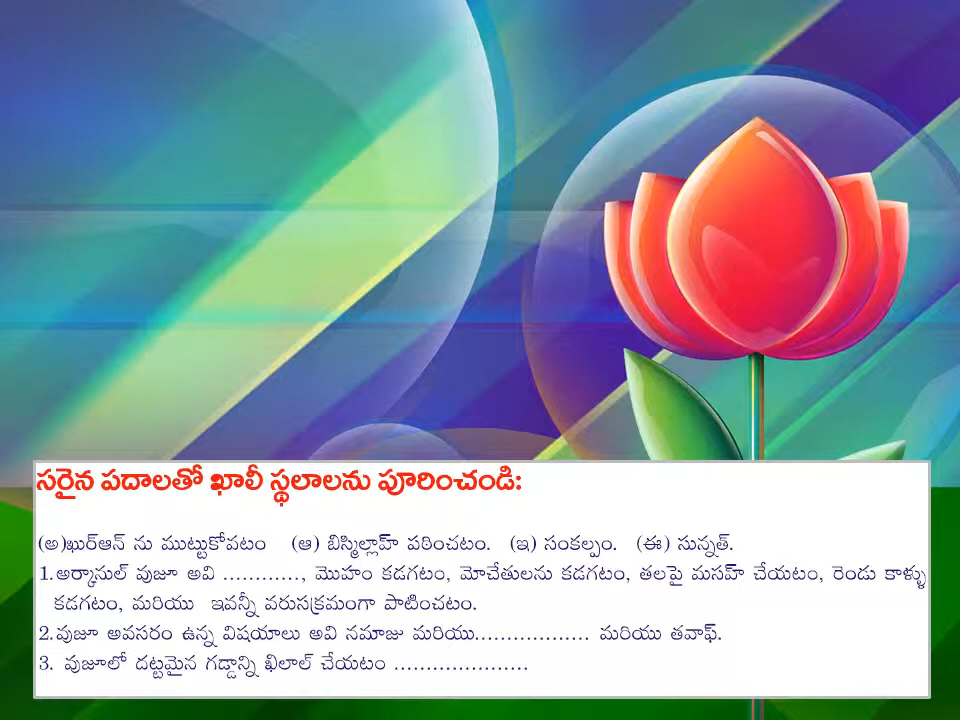 సరైన పదాలతో ఖాలీ స్థలాలను పూరించండి:
(అ)ఖుర్ఆన్ ను ముట్టుకోవటం (ఆ) బిస్మిల్లాహ్ పఠించటం. (ఇ) సంకల్పం. (ఈ) సున్నత్.
1.అర్కానుల్ వుజూ అవి ............, మొహం కడగటం, మోచేతులను కడగటం, తలపై మసహ్ చేయటం, రెండు కాళ్ళు
కడగటం, మరియు ఇవన్నీ వరుసక్రమంగా పాటించటం.
2.వుజూ అవసరం ఉన్న విషయాలు అవి నమాజు మరియు.................. మరియు తవాఫ్.
3. వుజూలో దట్టమైన గడ్డాన్ని ఖిలాల్ చేయటం .....................